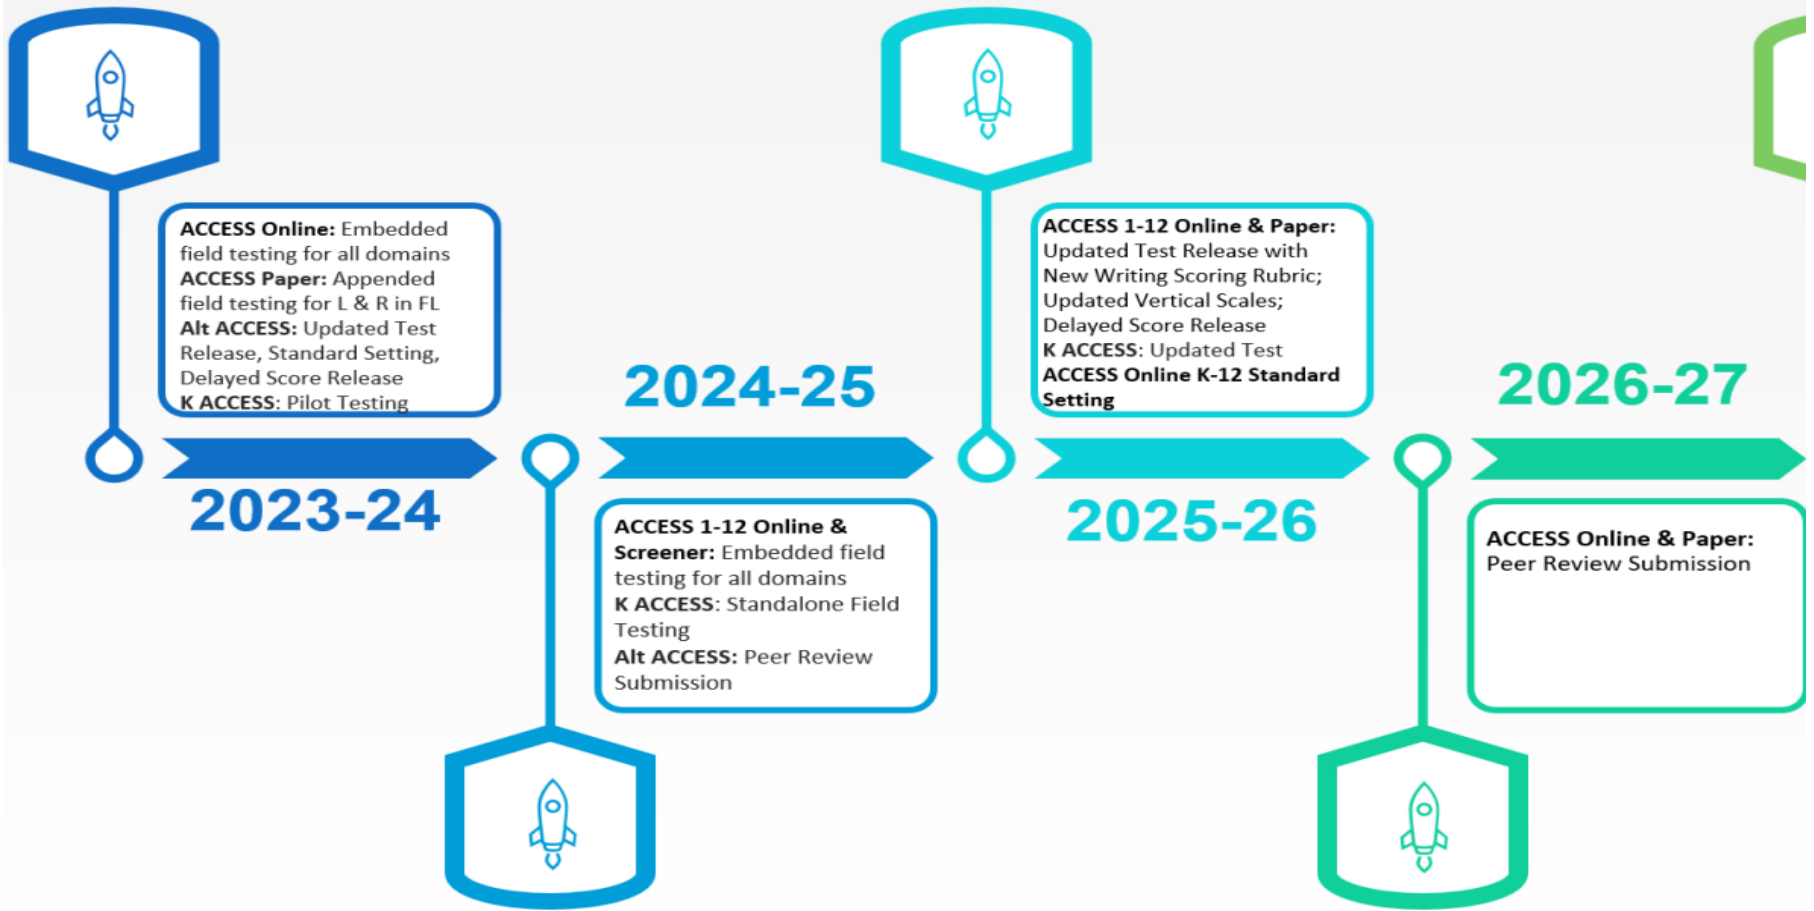 ACCESS Online: Embedded
field testing for all domains
ACCESS Paper: Appended
field testing for L & R in FL
Alt ACCESS: Updated Test
Release, Standard Setting,
Delayed Score Release
K ACCESS: Pilot Testing
2023-24
2024-25
ACCESS 1-12 Online &
Screener: Embedded field
testing for all domains
K ACCESS: Standalone Field
Testing
Alt ACCESS: Peer Review
Submission
ACCESS 1-12 Online & Paper:
Updated Test Release with
New Writing Scoring Rubric;
Updated Vertical Scales;
Delayed Score Release
K ACCESS: Updated Test
ACCESS Online K-12 Standard
Setting
2025-26
2026-27
ACCESS Online & Paper:
Peer Review Submission